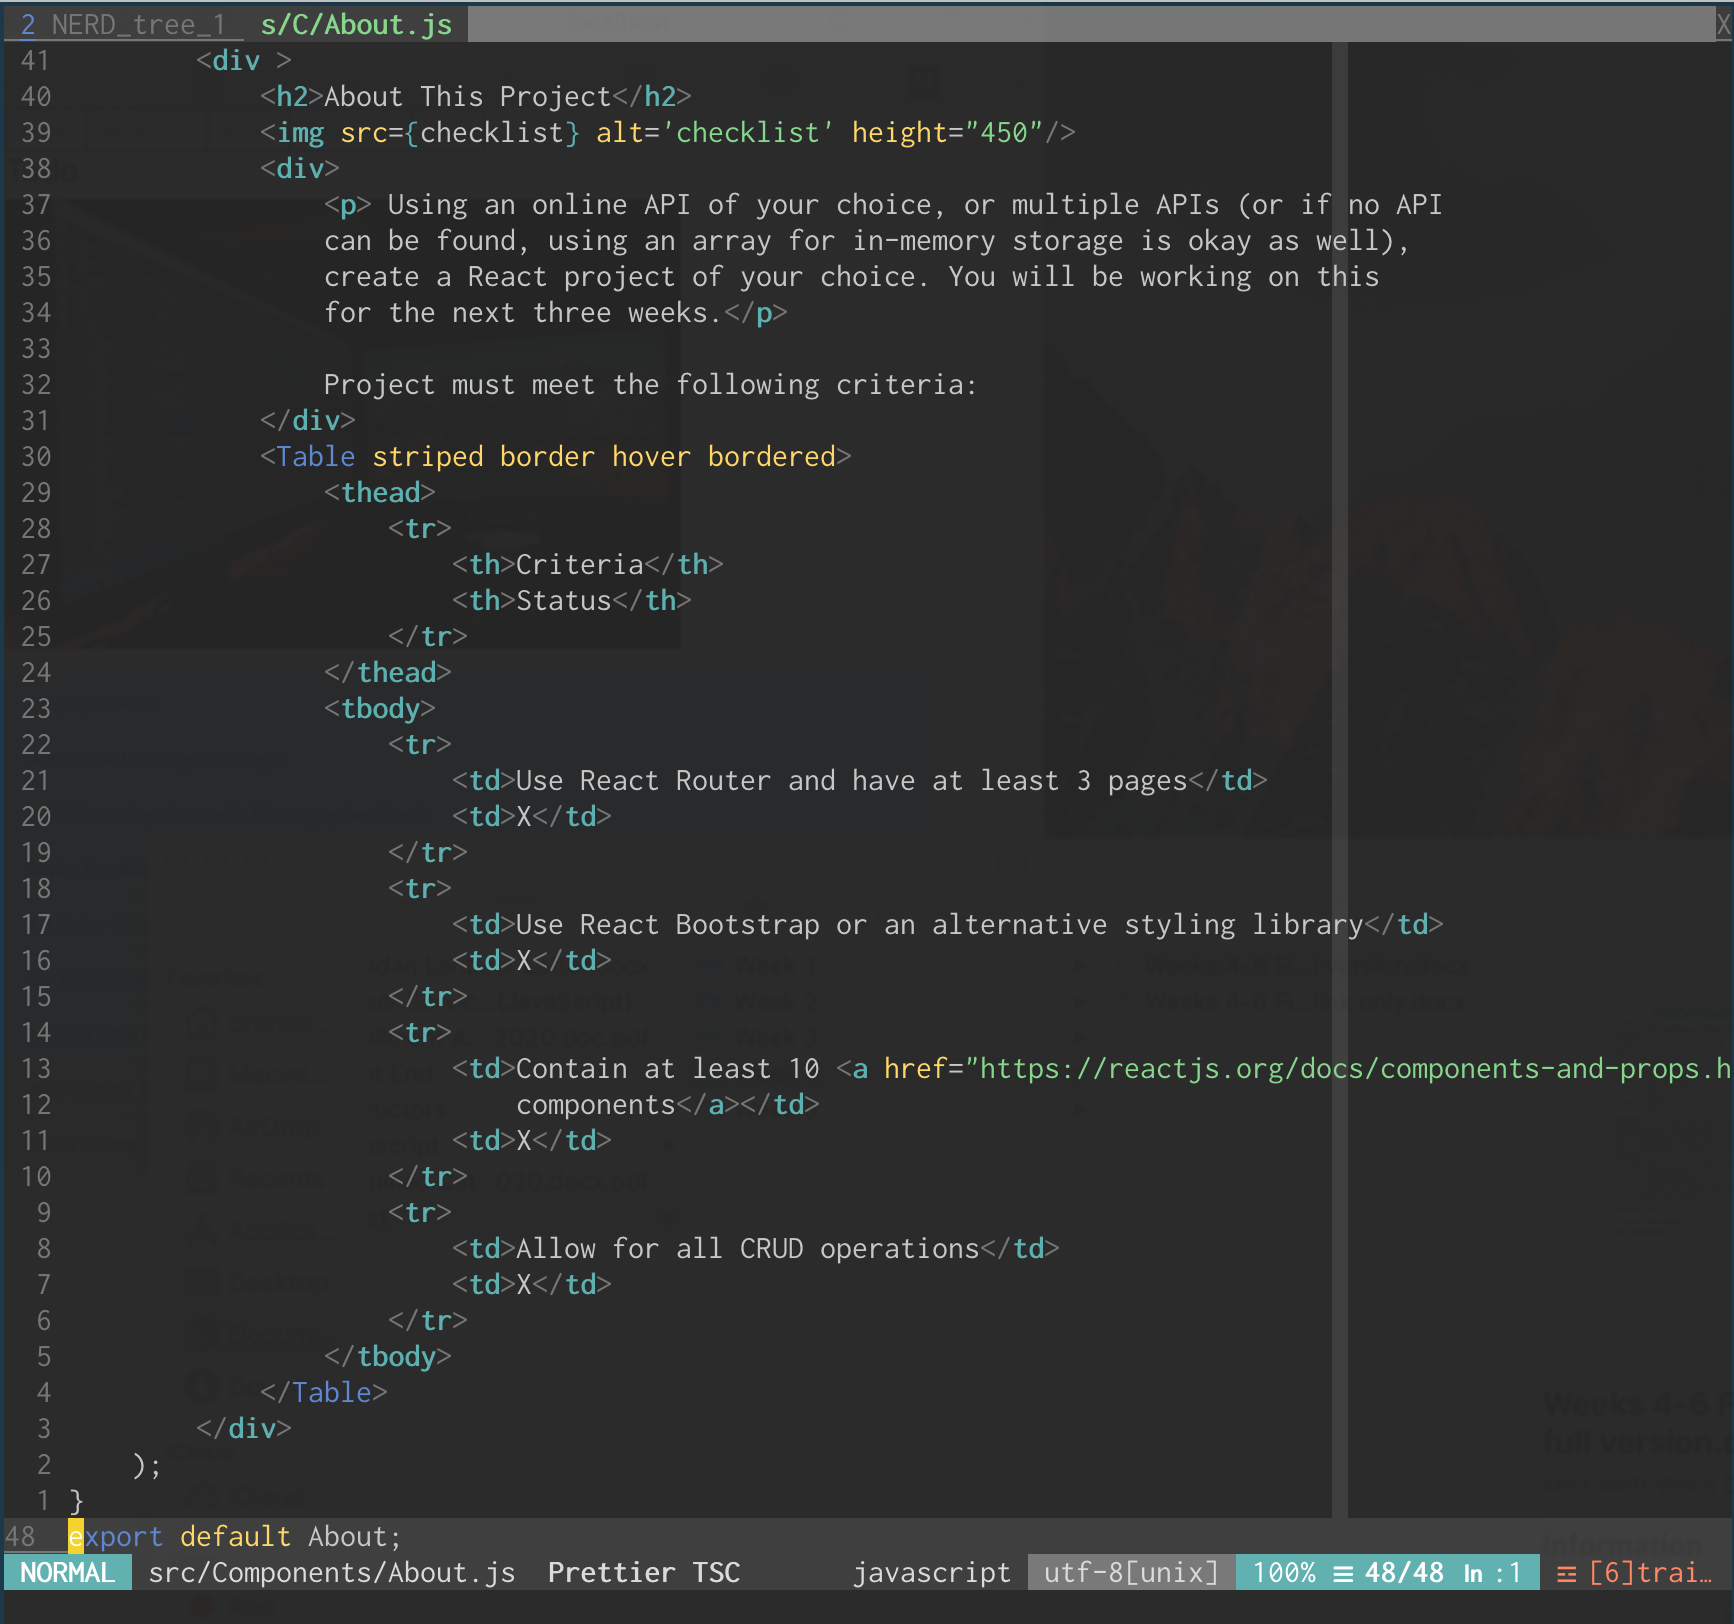 2 NERD_tree_1 s/C/About.js X
41 <div >
40 <h2>About This Project</h2>
39 <img src={checklist} alt='checklist' height="450"/>
38 <div>
37 <p> Using an online API of your choice, or multiple APIs (or if no API
36 can be found, using an array for in-memory storage is okay as well),
35 create a React project of your choice. You will be working on this
34 for the next three weeks.</p>
33
32 Project must meet the following criteria:
31 </div>
30 <Table striped border hover bordered>
29 <thead>
28 <tr>
27 <th>Criteria</th>
26 <th>Status</th>
25 </tr>
24 </thead>
23 <tbody>
22 <tr>
21 <td>Use React Router and have at least 3 pages</td>
20 <td>X</td>
19 </tr>
18 <tr>
17 <td>Use React Bootstrap or an alternative styling library</td>
16 <td>X</td>
15 </tr>
14 <tr>
13 <td>Contain at least 10 <a href="https://reactjs.org/docs/components-and-props.h
12 components</a></td>
11 <td>X</td>
10 </tr>
9 <tr>
8 <td>Allow for all CRUD operations</td>
7 <td>X</td>
6 </tr>
5 </tbody>
4 </Table>
3 </div>
2 );
1 }
48 export default About;
NORMAL src/Components/About.js Prettier TSC javascript utf-8[unix] 100% ☰ 48/48 ln :1 ☲ [6]trai…